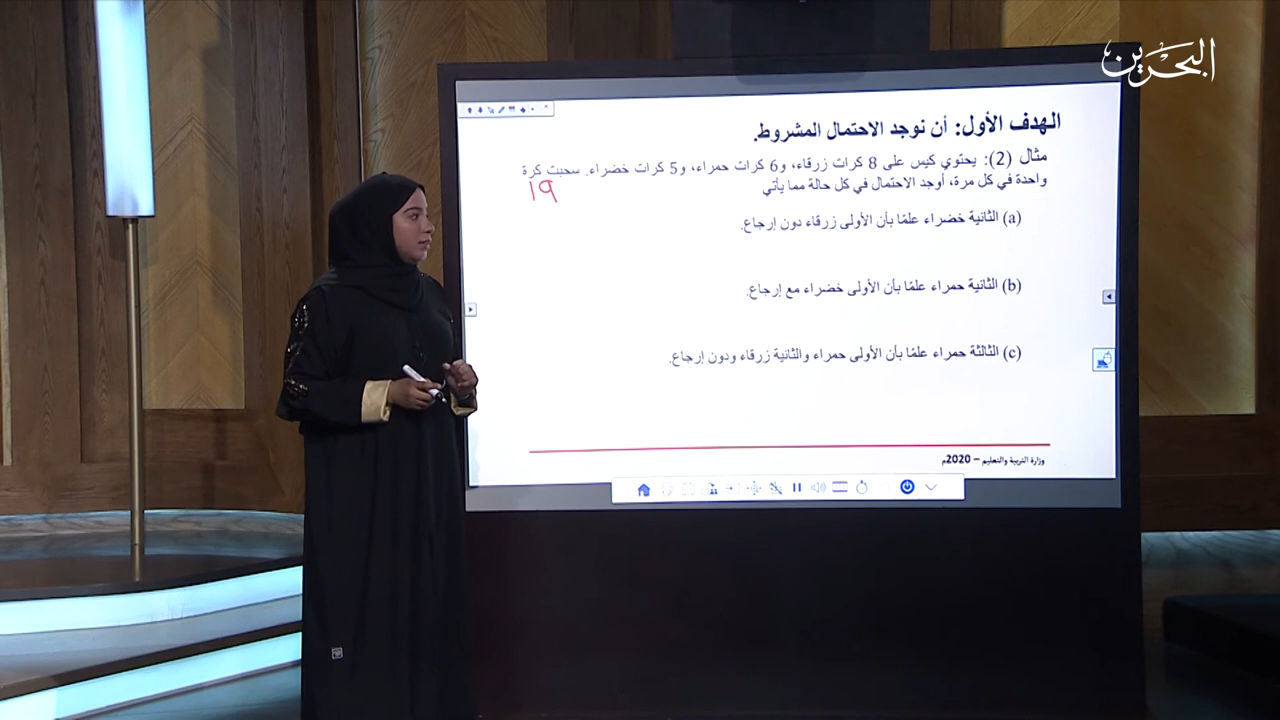 البحرين
الهدف الأول: أن نوجد الاحتمال المشروط.
مثال (2): يحتوي كيس على 8 كرات زرقاء، و6 كرات حمراء، و5 كرات خضراء. سحبت كرة
واحدة في كل مرة، أوجد الاحتمال في كل حالة مما يأتي
19
(a) الثانية خضراء علمًا بأن الأولى زرقاء دون إرجاع.
(b) الثانية حمراء علمًا بأن الأولى خضراء مع إرجاع.
(c) الثالثة حمراء علمًا بأن الأولى حمراء والثانية زرقاء ودون إرجاع.
وزارة التربية والتعليم – 2020م